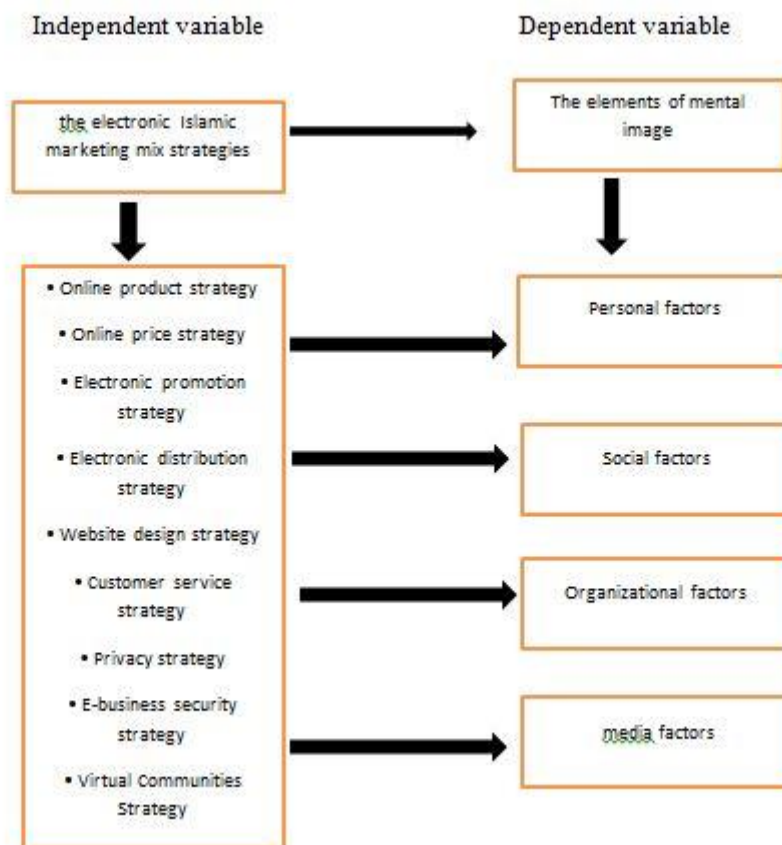 Independent variable
Dependent variable
the electronic Islamic
marketing mix strategies
The elements of mental
image
• Online product strategy
• Online price strategy
• Electronic promotion
strategy
• Electronic distribution
strategy
• Website design strategy
• Customer service
strategy
• Privacy strategy
• E-business security
strategy
• Virtual Communities
Strategy
Personal factors
Social factors
Organizational factors
media factors